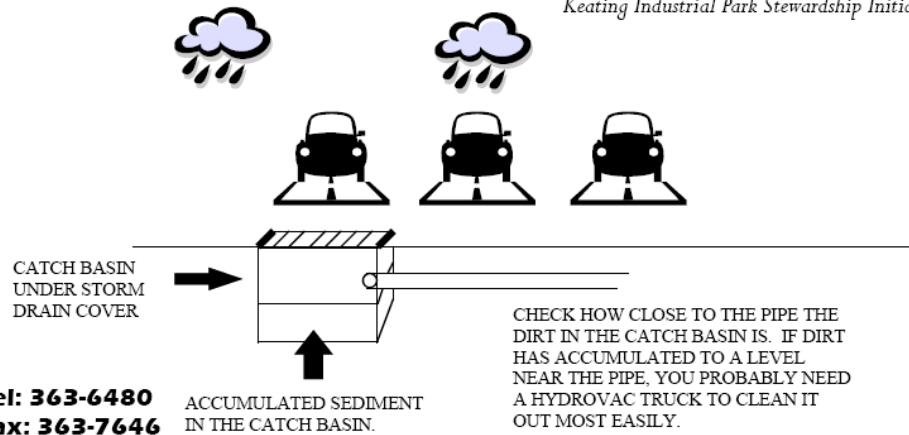 Keating Industrial Park Stewardship
CATCH BASIN
UNDER STORM
DRAIN COVER
CHECK HOW CLOSE TO THE PIPE THE
DIRT IN THE CATCH BASIN IS. IF DIRT
HAS ACCUMULATED TO A LEVEL
NEAR THE PIPE, YOU PROBABLY NEED
A HYDROVAC TRUCK TO CLEAN IT
OUT MOST EASILY.
ACCUMULATED SEDIMENT
IN THE CATCH BASIN.
el: 363-6480
ax: 363-7646